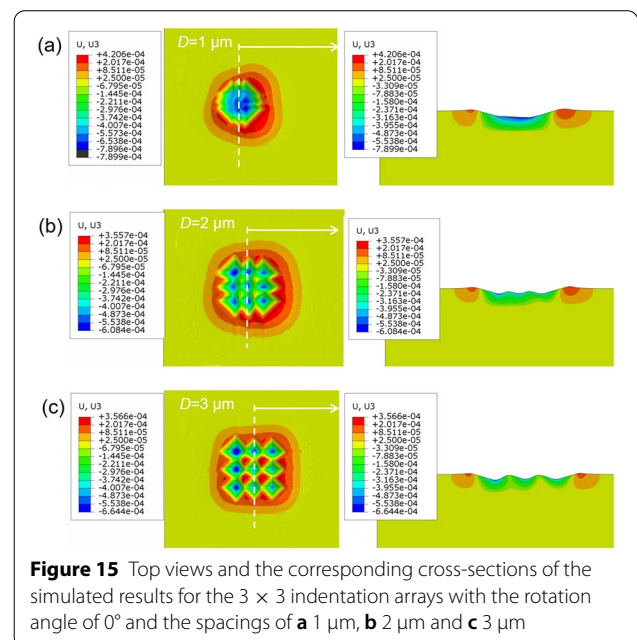 (a)
U, U3
+4.206e-04
+2.017e-04
+8.511e-05
+2.500e-05
-6.795e-05
-1.445e-04
-2.211e-04
-2.976e-04
-3.742e-04
-4.007e-04
-5.573e-04
-5.538e-04
-7.896e-04
-7.899e-04
D=1 μm
U, U3
+4.206e-04
+2.017e-04
+8.511e-05
+2.500e-05
-3.309e-05
-7.883e-05
-1.580e-04
-2.371e-04
-3.163e-04
-3.955e-04
-4.873e-04
-5.538e-04
-7.899e-04
(b)
U, U3
+3.557e-04
+2.017e-04
+8.511e-05
+2.500e-05
-6.795e-05
-1.445e-04
-2.211e-04
-2.976e-04
-3.742e-04
-4.007e-04
-4.873e-04
-5.538e-04
-6.084e-04
D=2 μm
U, U3
+3.557e-04
+2.017e-04
+8.511e-05
+2.500e-05
-3.309e-05
-7.883e-05
-1.580e-04
-2.371e-04
-3.163e-04
-3.955e-04
-4.873e-04
-5.538e-04
-6.084e-04
(c)
U, U3
+3.566e-04
+2.017e-04
+8.511e-05
+2.500e-05
-6.795e-05
-1.445e-04
-2.211e-04
-2.976e-04
-3.742e-04
-4.007e-04
-4.873e-04
-5.538e-04
-6.644e-04
D=3 μm
U, U3
+3.566e-04
+2.017e-04
+8.511e-05
+2.500e-05
-3.309e-05
-7.883e-05
-1.580e-04
-2.371e-04
-3.163e-04
-3.955e-04
-4.873e-04
-5.538e-04
-6.644e-04
Figure 15 Top views and the corresponding cross-sections of the
simulated results for the 3 × 3 indentation arrays with the rotation
angle of 0° and the spacings of a 1 μm, b 2 μm and c 3 μm